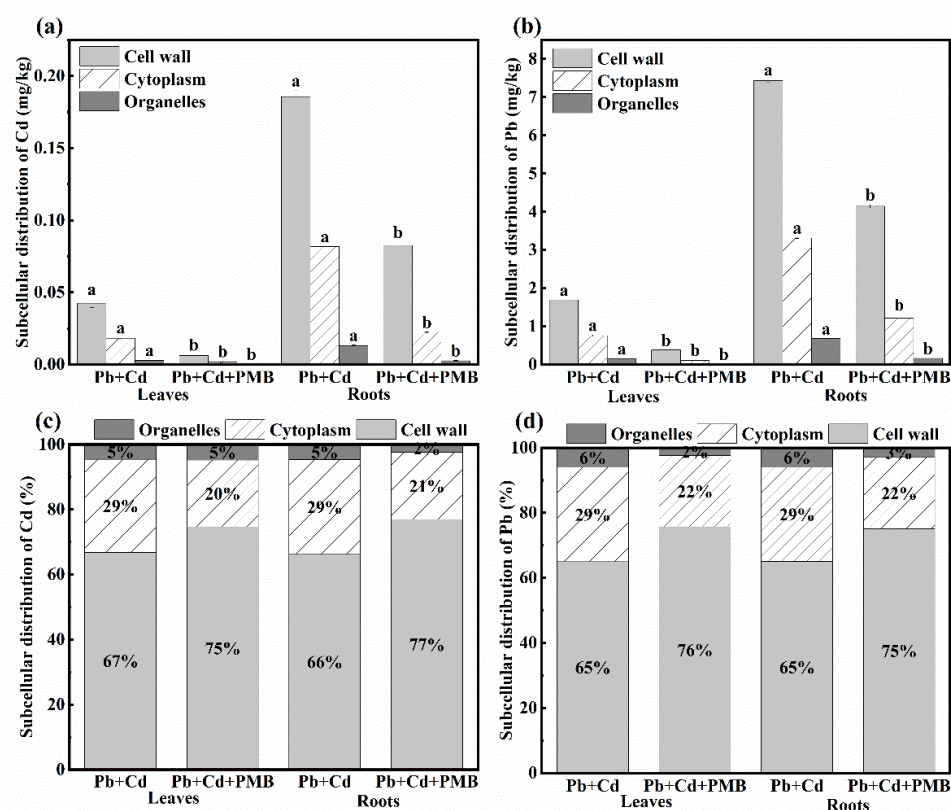 (a)
Subcellular distribution of Cd (mg/kg)
0.20
0.15
0.10
0.05
0.00
Cell wall
Cytoplasm
Organelles
a
a
a
b
b
b
a
a
a
b
b
b
Pb+Cd
Pb+Cd+PMB
Pb+Cd
Pb+Cd+PMB
Leaves
Roots
(b)
Subcellular distribution of Pb (mg/kg)
8
7
6
5
4
3
2
1
0
Cell wall
Cytoplasm
Organelles
a
a
a
b
b
b
a
a
a
b
b
b
Pb+Cd
Pb+Cd+PMB
Pb+Cd
Pb+Cd+PMB
Leaves
Roots
(c)
Organelles
Cytoplasm
Cell wall
Subcellular distribution of Cd (%)
100
80
60
40
20
0
5%
5%
5%
2%
29%
20%
29%
21%
67%
75%
66%
77%
Pb+Cd
Pb+Cd+PMB
Pb+Cd
Pb+Cd+PMB
Leaves
Roots
(d)
Organelles
Cytoplasm
Cell wall
Subcellular distribution of Pb (%)
100
80
60
40
20
0
6%
2%
6%
3%
29%
22%
29%
22%
65%
76%
65%
75%
Pb+Cd
Pb+Cd+PMB
Pb+Cd
Pb+Cd+PMB
Leaves
Roots